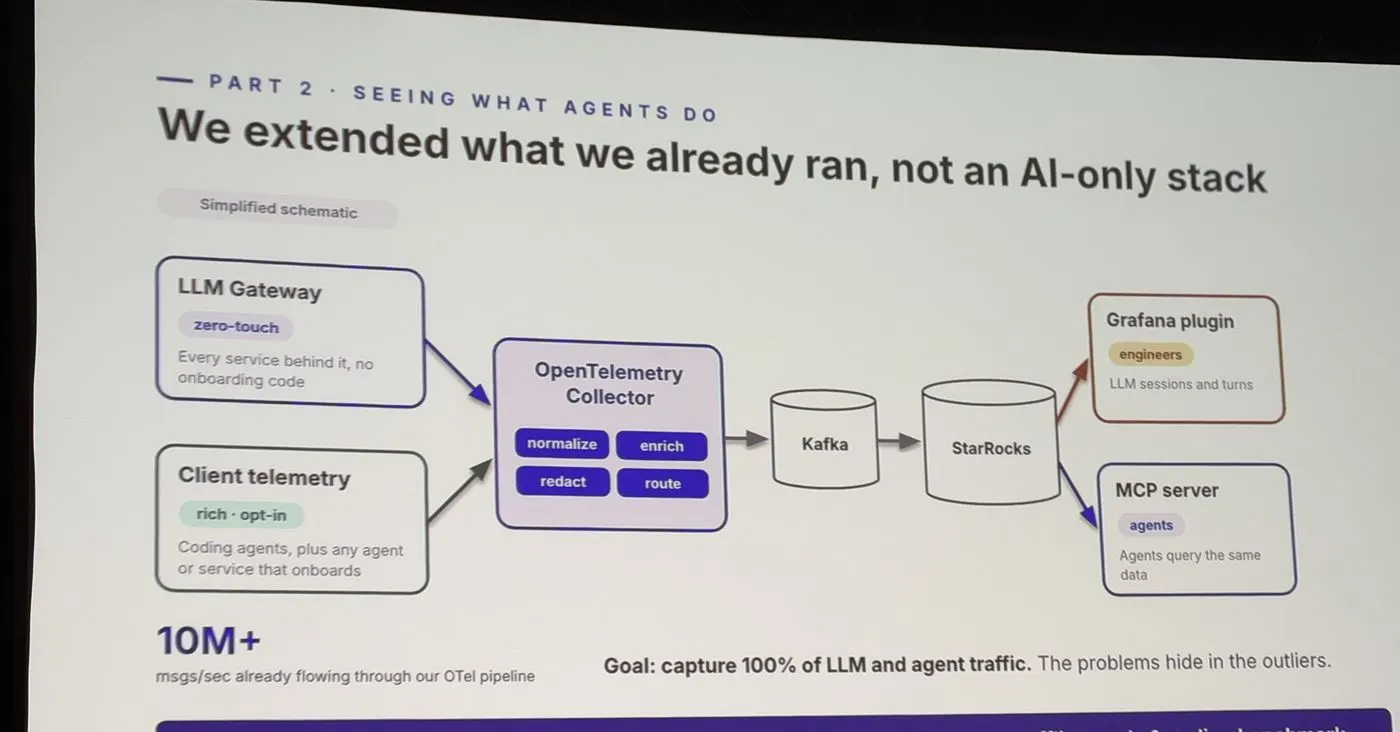 PART 2 · SEEING WHAT AGENTS DO
We extended what we already ran, not an AI-only stack
Simplified schematic
LLM Gateway
zero-touch
Every service behind it, no
onboarding code
Client telemetry
rich · opt-in
Coding agents, plus any agent
or service that onboards
OpenTelemetry
Collector
normalize enrich
redact route
Kafka
StarRocks
Grafana plugin
engineers
LLM sessions and turns
MCP server
agents
Agents query the same
data
10M+
msgs/sec already flowing through our OTel pipeline
Goal: capture 100% of LLM and agent traffic. The problems hide in the outliers.